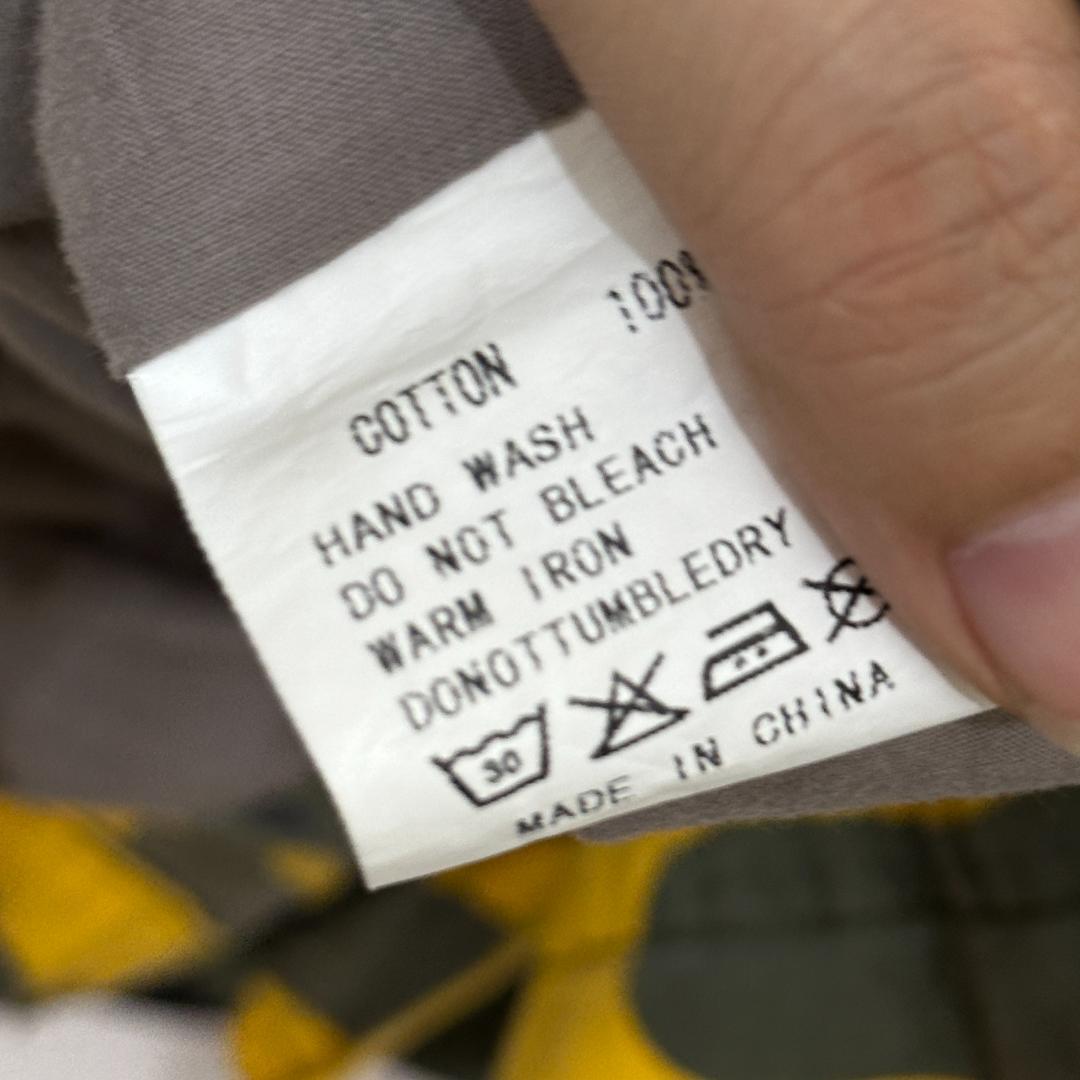 COTTON 100%
HAND WASH
DO NOT BLEACH
WARM IRON
DONOTTUMBLEDRY
30
MADE IN CHINA